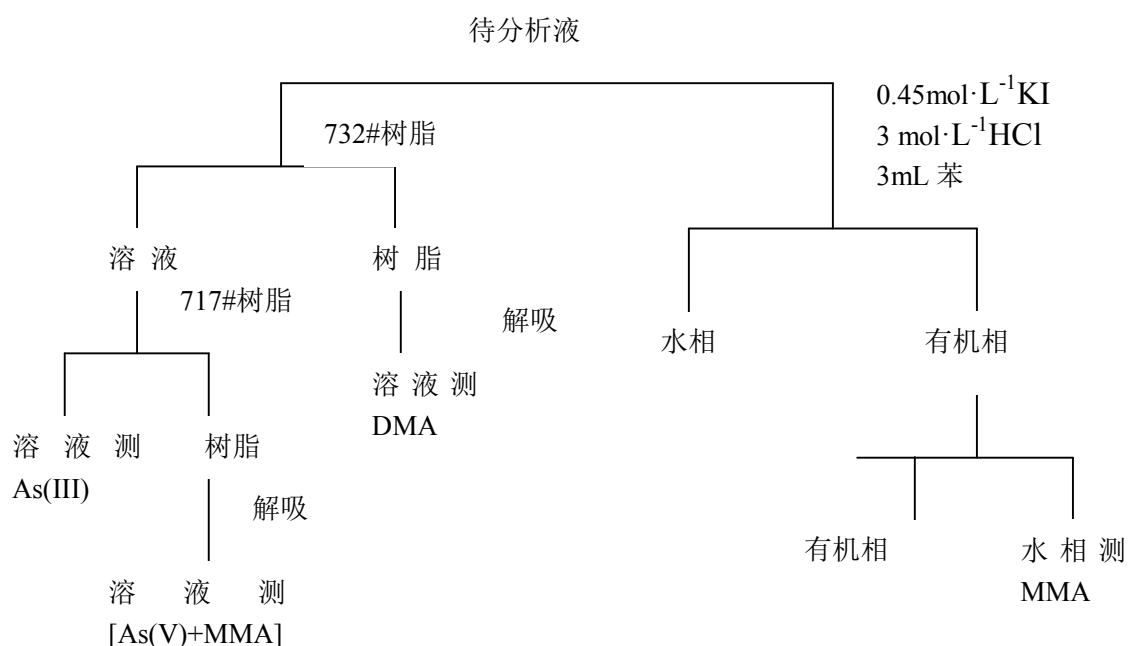 待分析液
0.45mol·L⁻¹KI
3 mol·L⁻¹HCl
3mL 苯
732#树脂
溶 液
树 脂
717#树脂
解吸
水相
有机相
溶 液 测
DMA
溶 液 测
As(III)
树脂
解吸
有机相
水 相 测
MMA
溶 液 测
[As(V)+MMA]